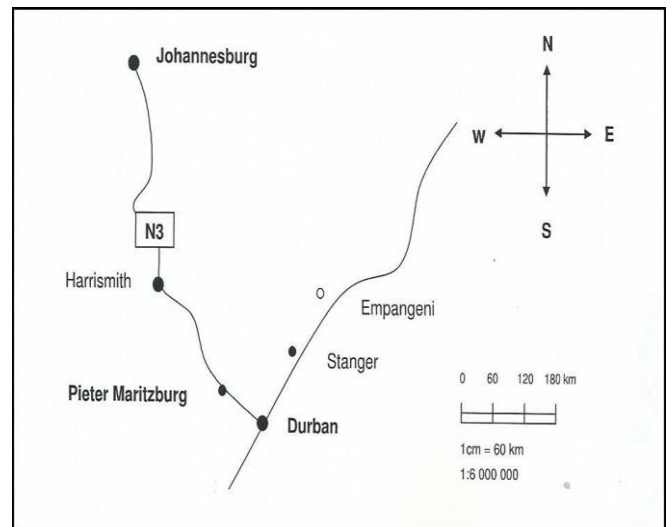 Johannesburg
N
W
E
S
N3
Harrismith
Empangeni
Stanger
Pieter Maritzburg
Durban
0 60 120 180 km
1cm = 60 km
1:6 000 000